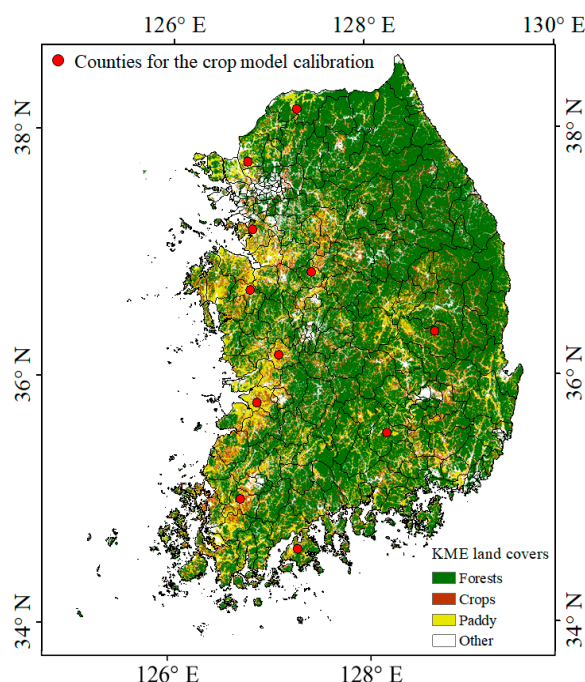 126° E
128° E
130° E
Counties for the crop model calibration
38° N
38° N
36° N
36° N
KME land covers
Forests
Crops
Paddy
Other
34° N
34° N
126° E
128° E